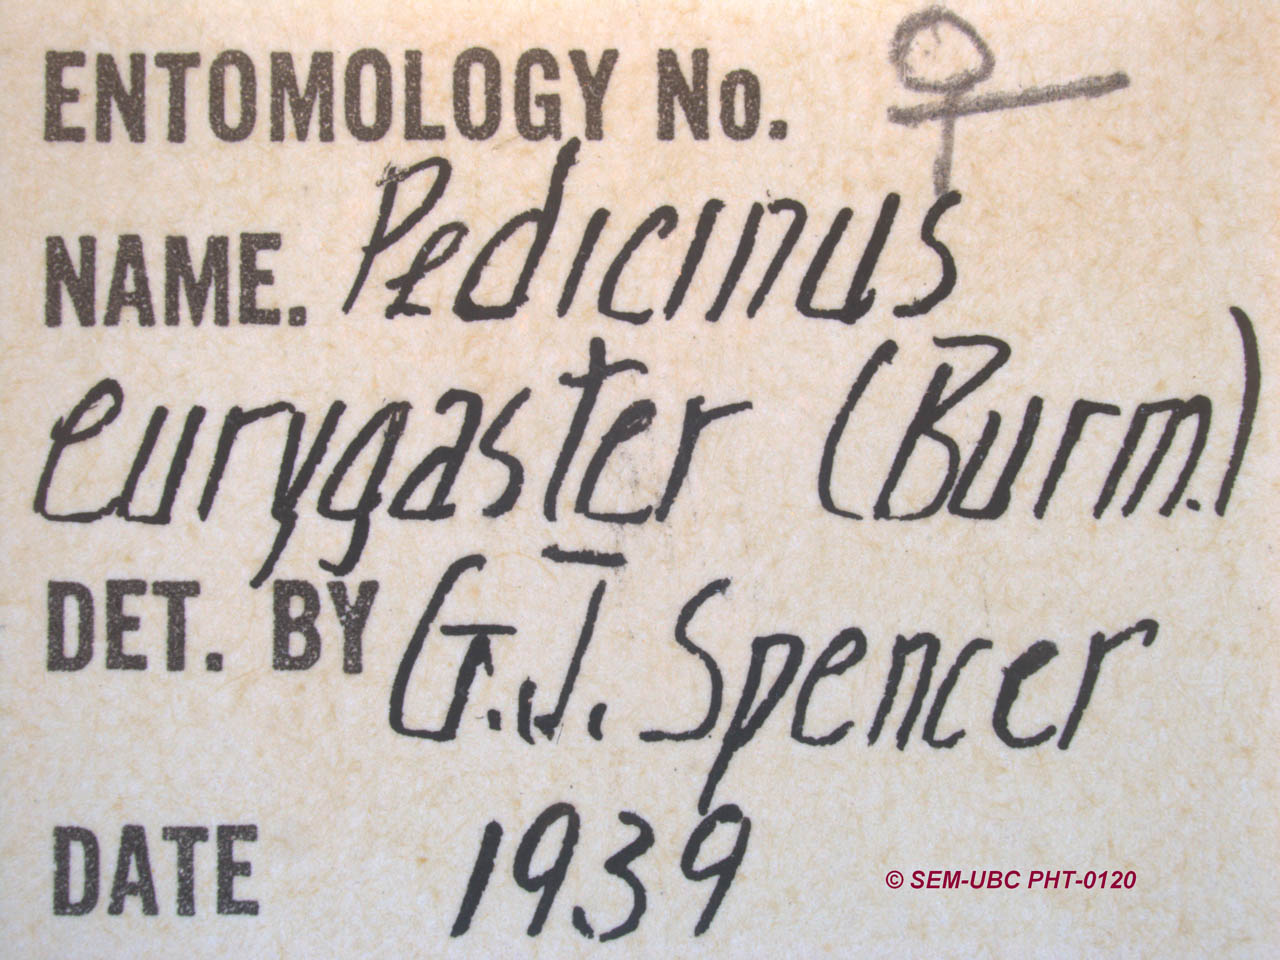 ENTOMOLOGY No. ♀
NAME. Pedicinus
eurygaster (Burm.)
DET. BY G.J. Spencer
DATE 1939
© SEM-UBC PHT-0120